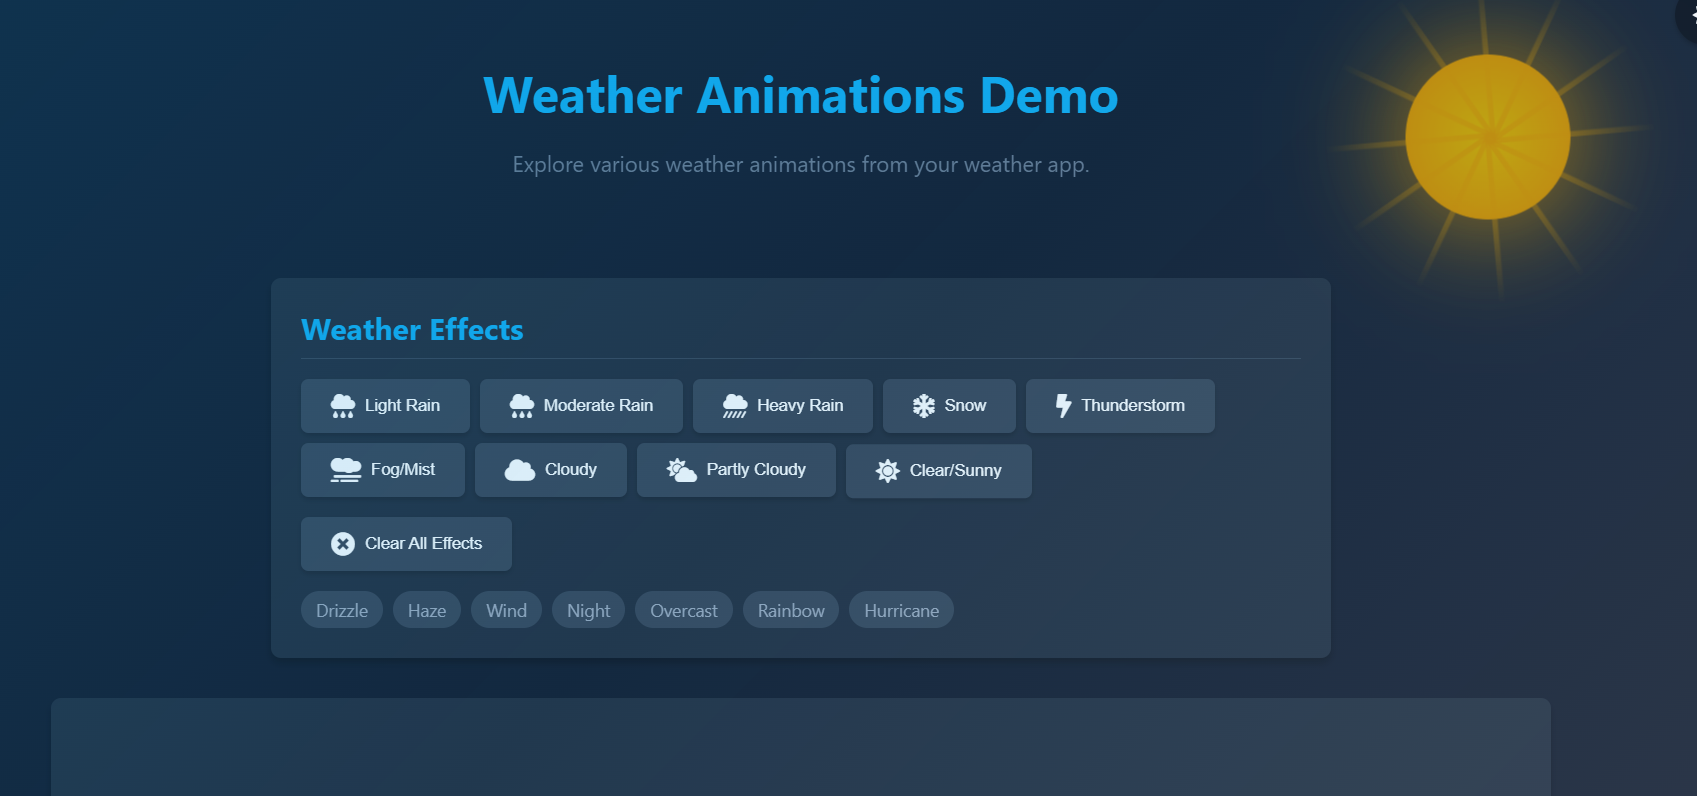 Weather Animations Demo
Explore various weather animations from your weather app.
Weather Effects
Light Rain Moderate Rain Heavy Rain Snow Thunderstorm
Fog/Mist Cloudy Partly Cloudy Clear/Sunny
Clear All Effects
Drizzle Haze Wind Night Overcast Rainbow Hurricane